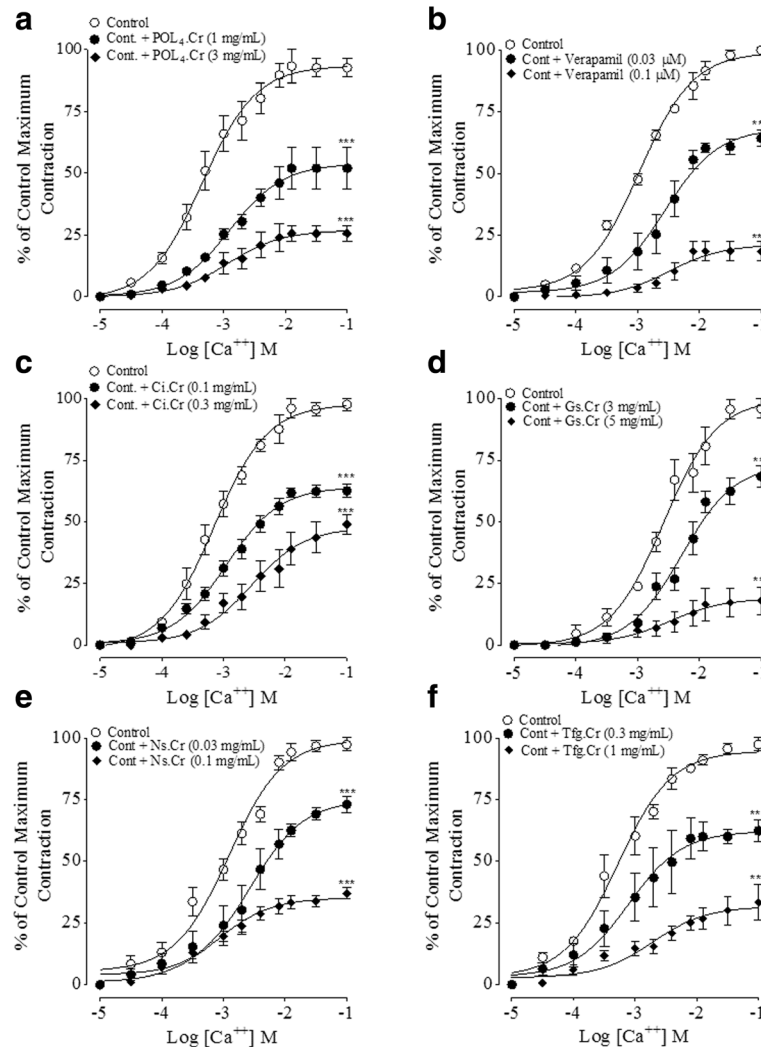 a
Control
Cont. + POL4.Cr (1 mg/mL)
Cont. + POL4.Cr (3 mg/mL)
% of Control Maximum
Contraction
100
75
50
25
0
***
***
-5 -4 -3 -2 -1
Log [Ca++] M
b
Control
Cont + Verapamil (0.03 μM)
Cont + Verapamil (0.1 μM)
% of Control Maximum
Contraction
100
75
50
25
0
**
**
-5 -4 -3 -2 -1
Log [Ca++] M
c
Control
Cont. + Ci.Cr (0.1 mg/mL)
Cont. + Ci.Cr (0.3 mg/mL)
% of Control Maximum
Contraction
100
75
50
25
0
***
***
-5 -4 -3 -2 -1
Log [Ca++] M
d
Control
Cont + Gs.Cr (3 mg/mL)
Cont + Gs.Cr (5 mg/mL)
% of Control Maximum
Contraction
100
75
50
25
0
**
**
-5 -4 -3 -2 -1
Log [Ca++] M
e
Control
Cont + Ns.Cr (0.03 mg/mL)
Cont + Ns.Cr (0.1 mg/mL)
% of Control Maximum
Contraction
100
75
50
25
0
***
***
-5 -4 -3 -2 -1
Log [Ca++] M
f
Control
Cont + Tfg.Cr (0.3 mg/mL)
Cont + Tfg.Cr (1 mg/mL)
% of Control Maximum
Contraction
100
75
50
25
0
**
**
-5 -4 -3 -2 -1
Log [Ca++] M